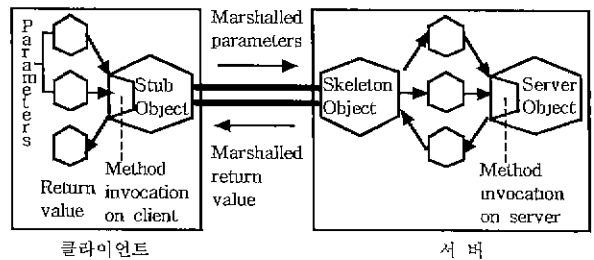 Parameters
Stub
Object
Return
value
Method
invocation
on client
클라이언트
Marshalled
parameters
Marshalled
return
value
Skeleton
Object
Server
Object
Method
invocation
on server
서 버